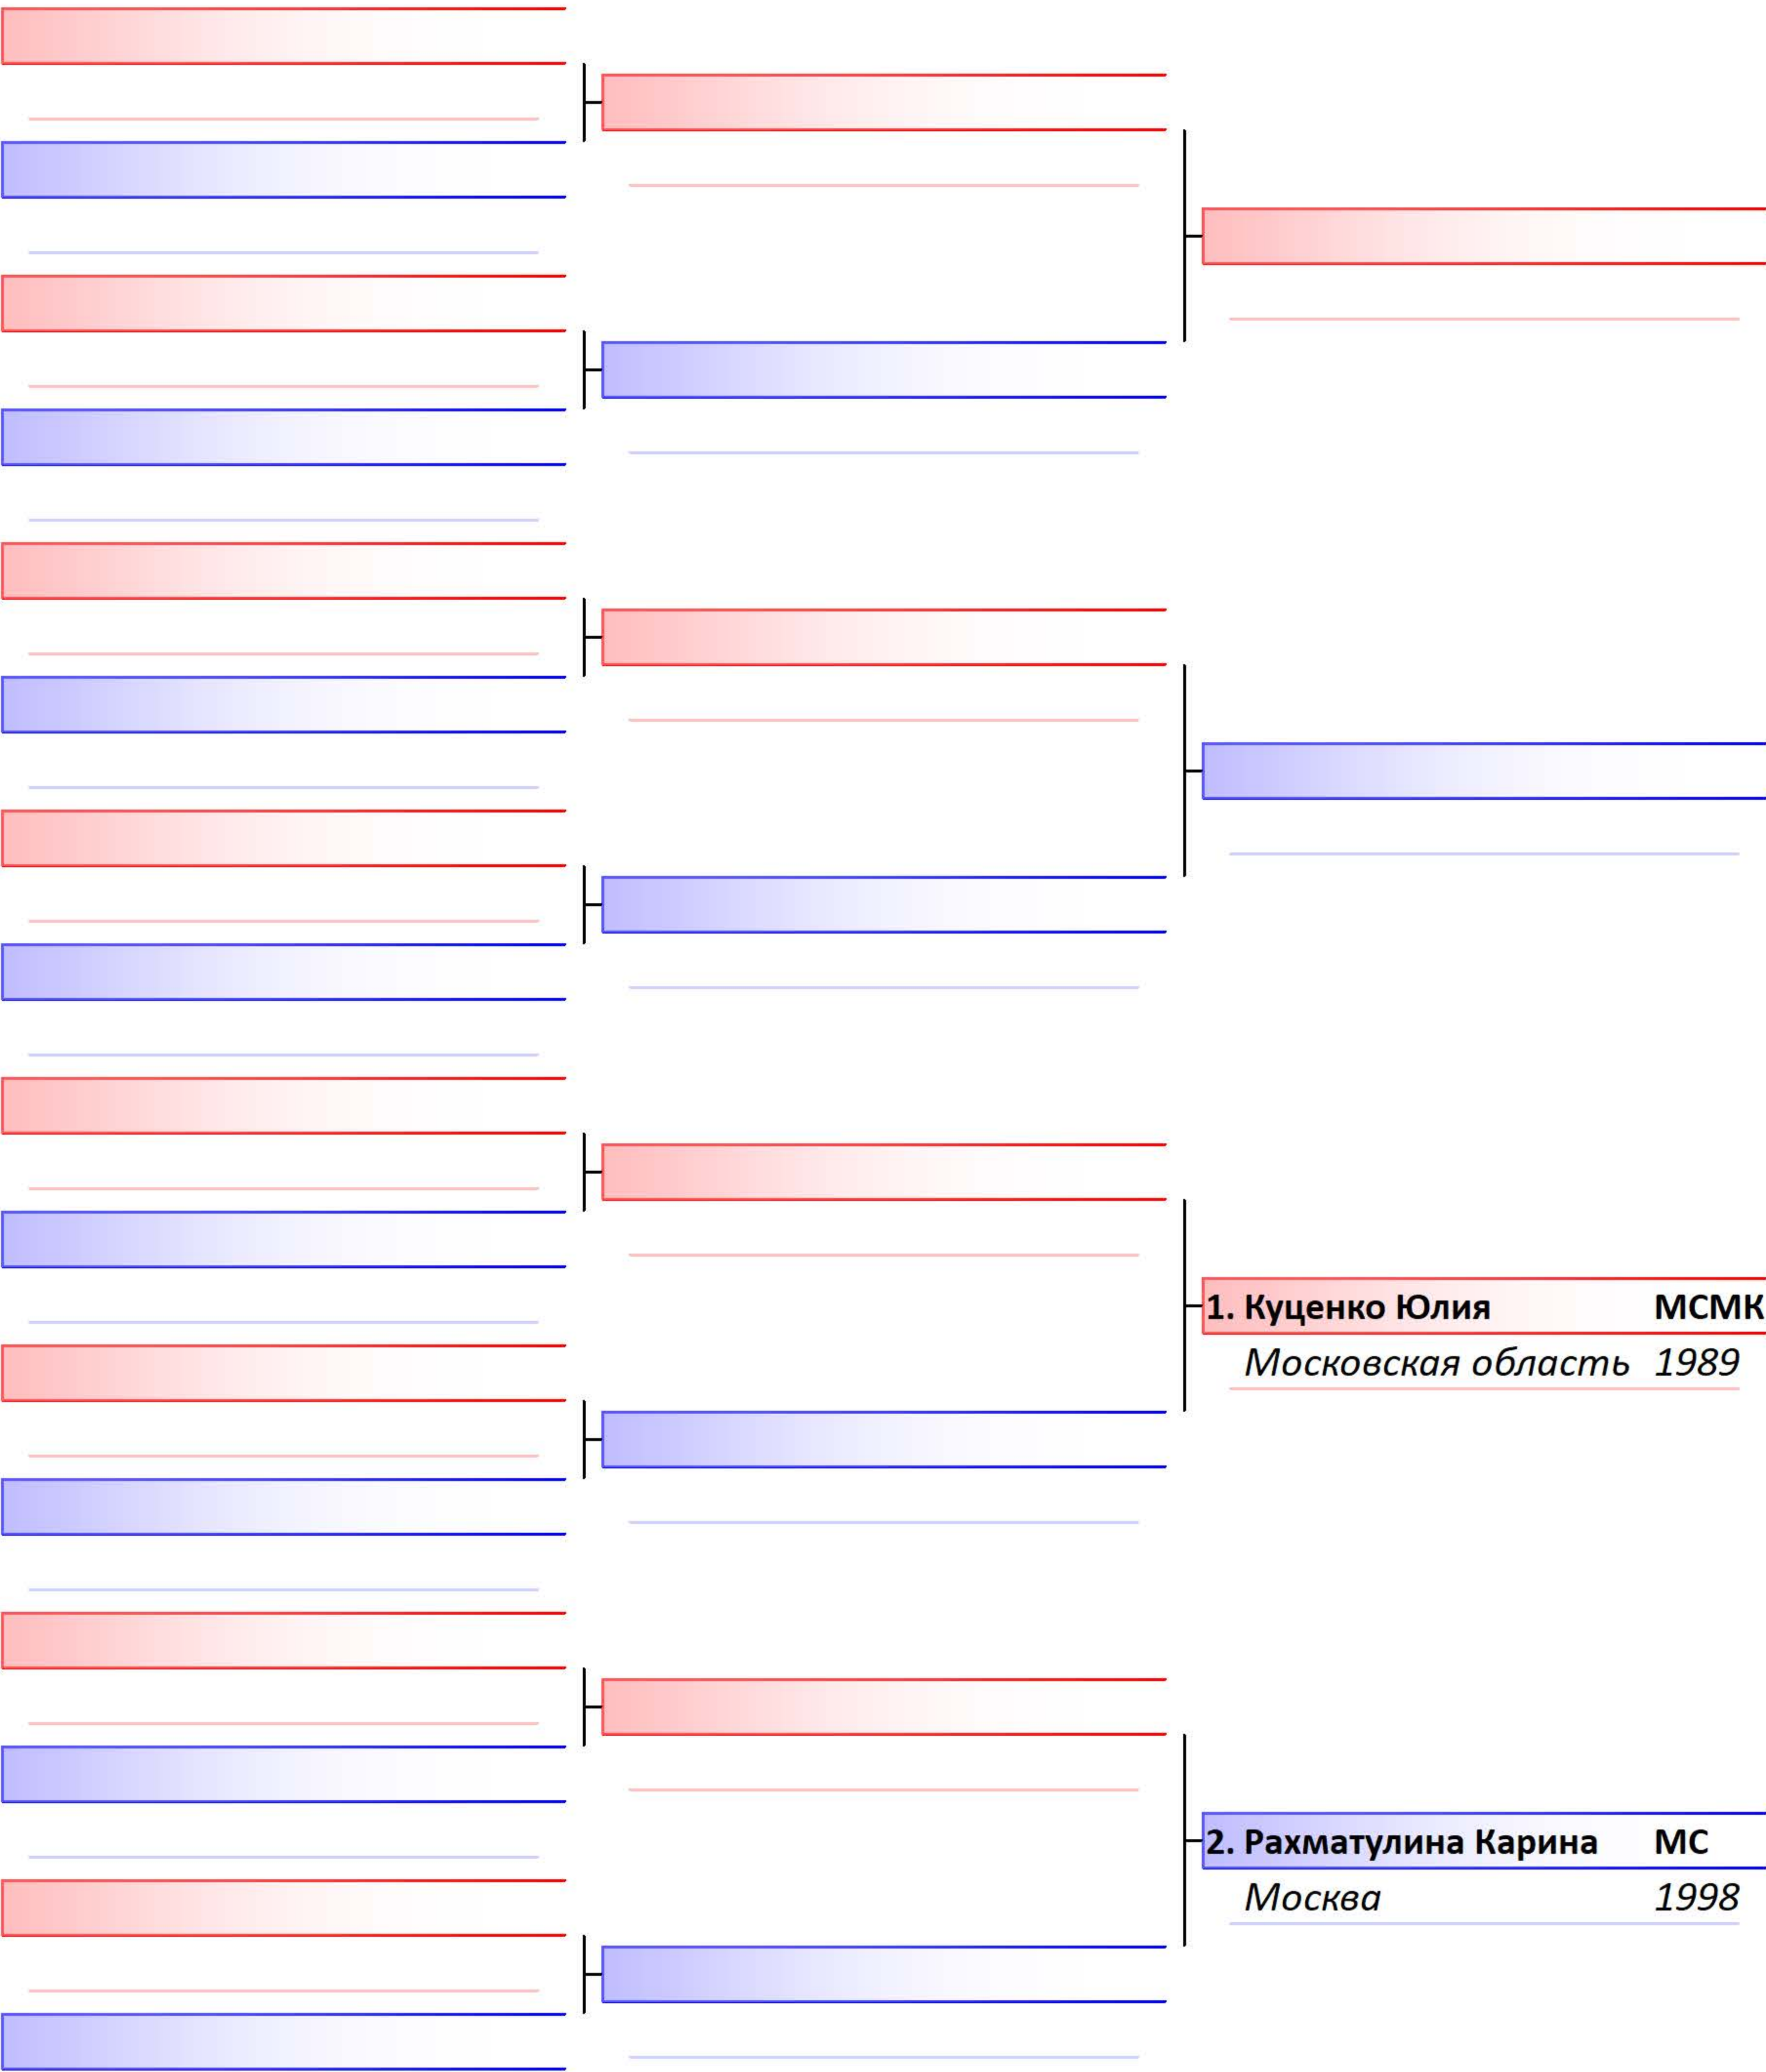 1. Куценко Юлия МСМК
Московская область 1989
2. Рахматулина Карина МС
Москва 1998